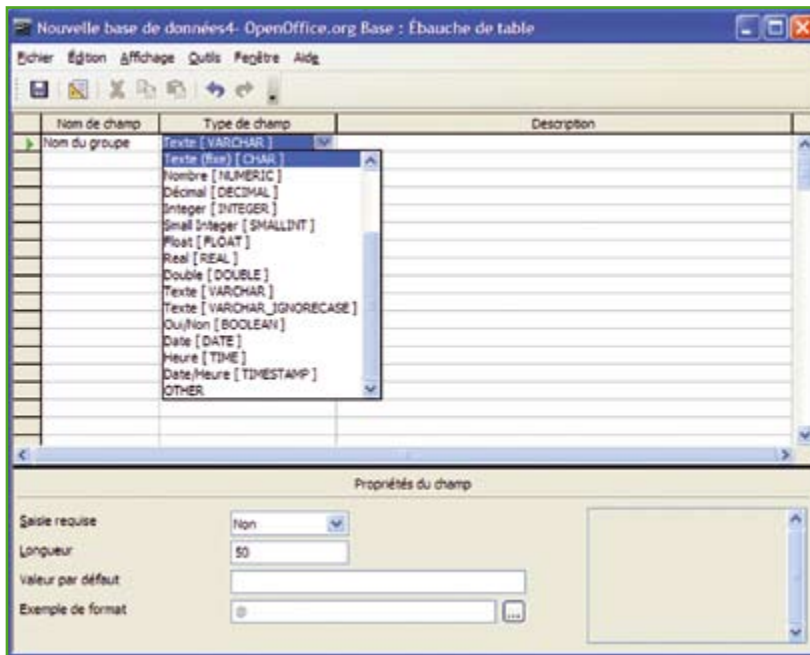 Nouvelle base de données4- OpenOffice.org Base : Ébauche de table
Fichier Édition Affichage Outils Fenêtre Aide
Nom de champ Type de champ Description
Nom du groupe Texte [ VARCHAR ]
Texte (fixe) [ CHAR ]
Nombre [ NUMERIC ]
Décimal [ DECIMAL ]
Integer [ INTEGER ]
Small Integer [ SMALLINT ]
Float [ FLOAT ]
Real [ REAL ]
Double [ DOUBLE ]
Texte [ VARCHAR ]
Texte [ VARCHAR_IGNORECASE ]
Oui/Non [ BOOLEAN ]
Date [ DATE ]
Heure [ TIME ]
Date/Heure [ TIMESTAMP ]
OTHER
Propriétés du champ
Saisie requise Non
Longueur 50
Valeur par défaut
Exemple de format @
...